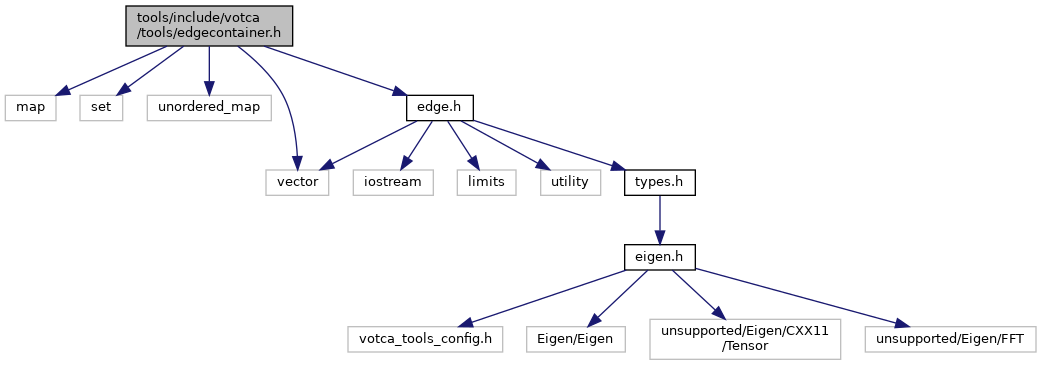 tools/include/votca
/tools/edgecontainer.h
map
set
unordered_map
edge.h
vector
iostream
limits
utility
types.h
eigen.h
votca_tools_config.h
Eigen/Eigen
unsupported/Eigen/CXX11
/Tensor
unsupported/Eigen/FFT